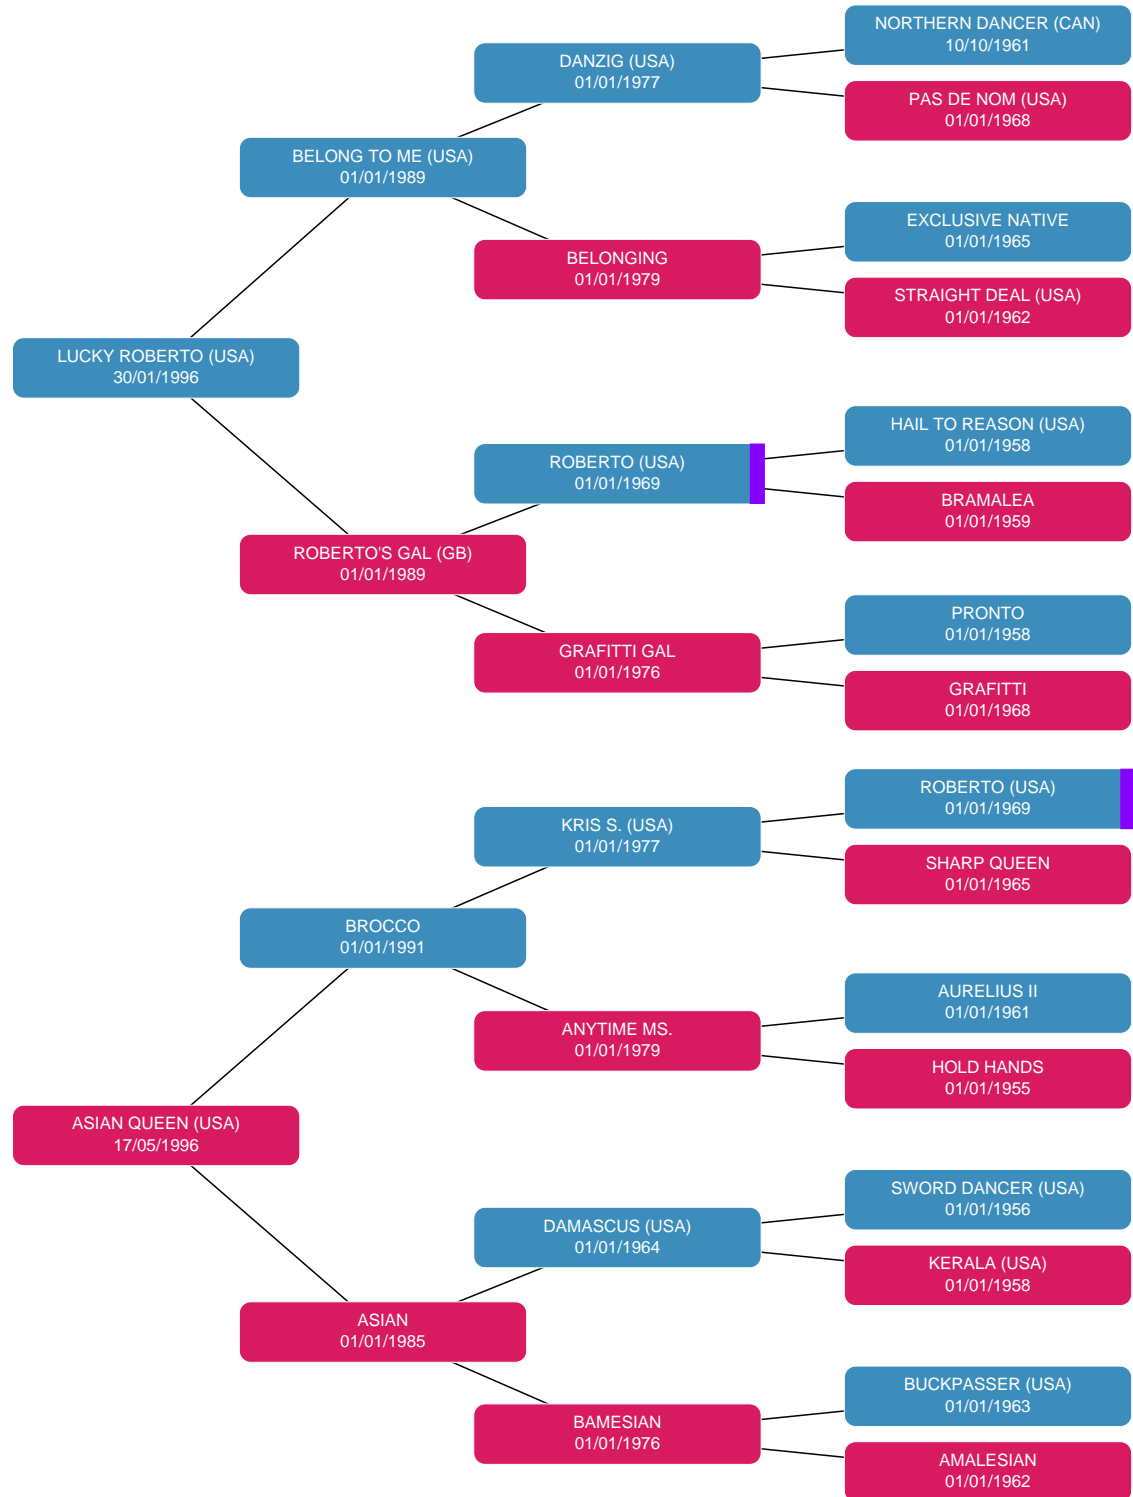 NORTHERN DANCER (CAN)
10/10/1961
DANZIG (USA)
01/01/1977
PAS DE NOM (USA)
01/01/1968
BELONG TO ME (USA)
01/01/1989
EXCLUSIVE NATIVE
01/01/1965
BELONGING
01/01/1979
STRAIGHT DEAL (USA)
01/01/1962
LUCKY ROBERTO (USA)
30/01/1996
HAIL TO REASON (USA)
01/01/1958
ROBERTO (USA)
01/01/1969
BRAMALEA
01/01/1959
ROBERTO'S GAL (GB)
01/01/1989
PRONTO
01/01/1958
GRAFITTI GAL
01/01/1976
GRAFITTI
01/01/1968
ROBERTO (USA)
01/01/1969
KRIS S. (USA)
01/01/1977
SHARP QUEEN
01/01/1965
BROCCO
01/01/1991
AURELIUS II
01/01/1961
ANYTIME MS.
01/01/1979
HOLD HANDS
01/01/1955
ASIAN QUEEN (USA)
17/05/1996
SWORD DANCER (USA)
01/01/1956
DAMASCUS (USA)
01/01/1964
KERALA (USA)
01/01/1958
ASIAN
01/01/1985
BUCKPASSER (USA)
01/01/1963
BAMESIAN
01/01/1976
AMALESIAN
01/01/1962